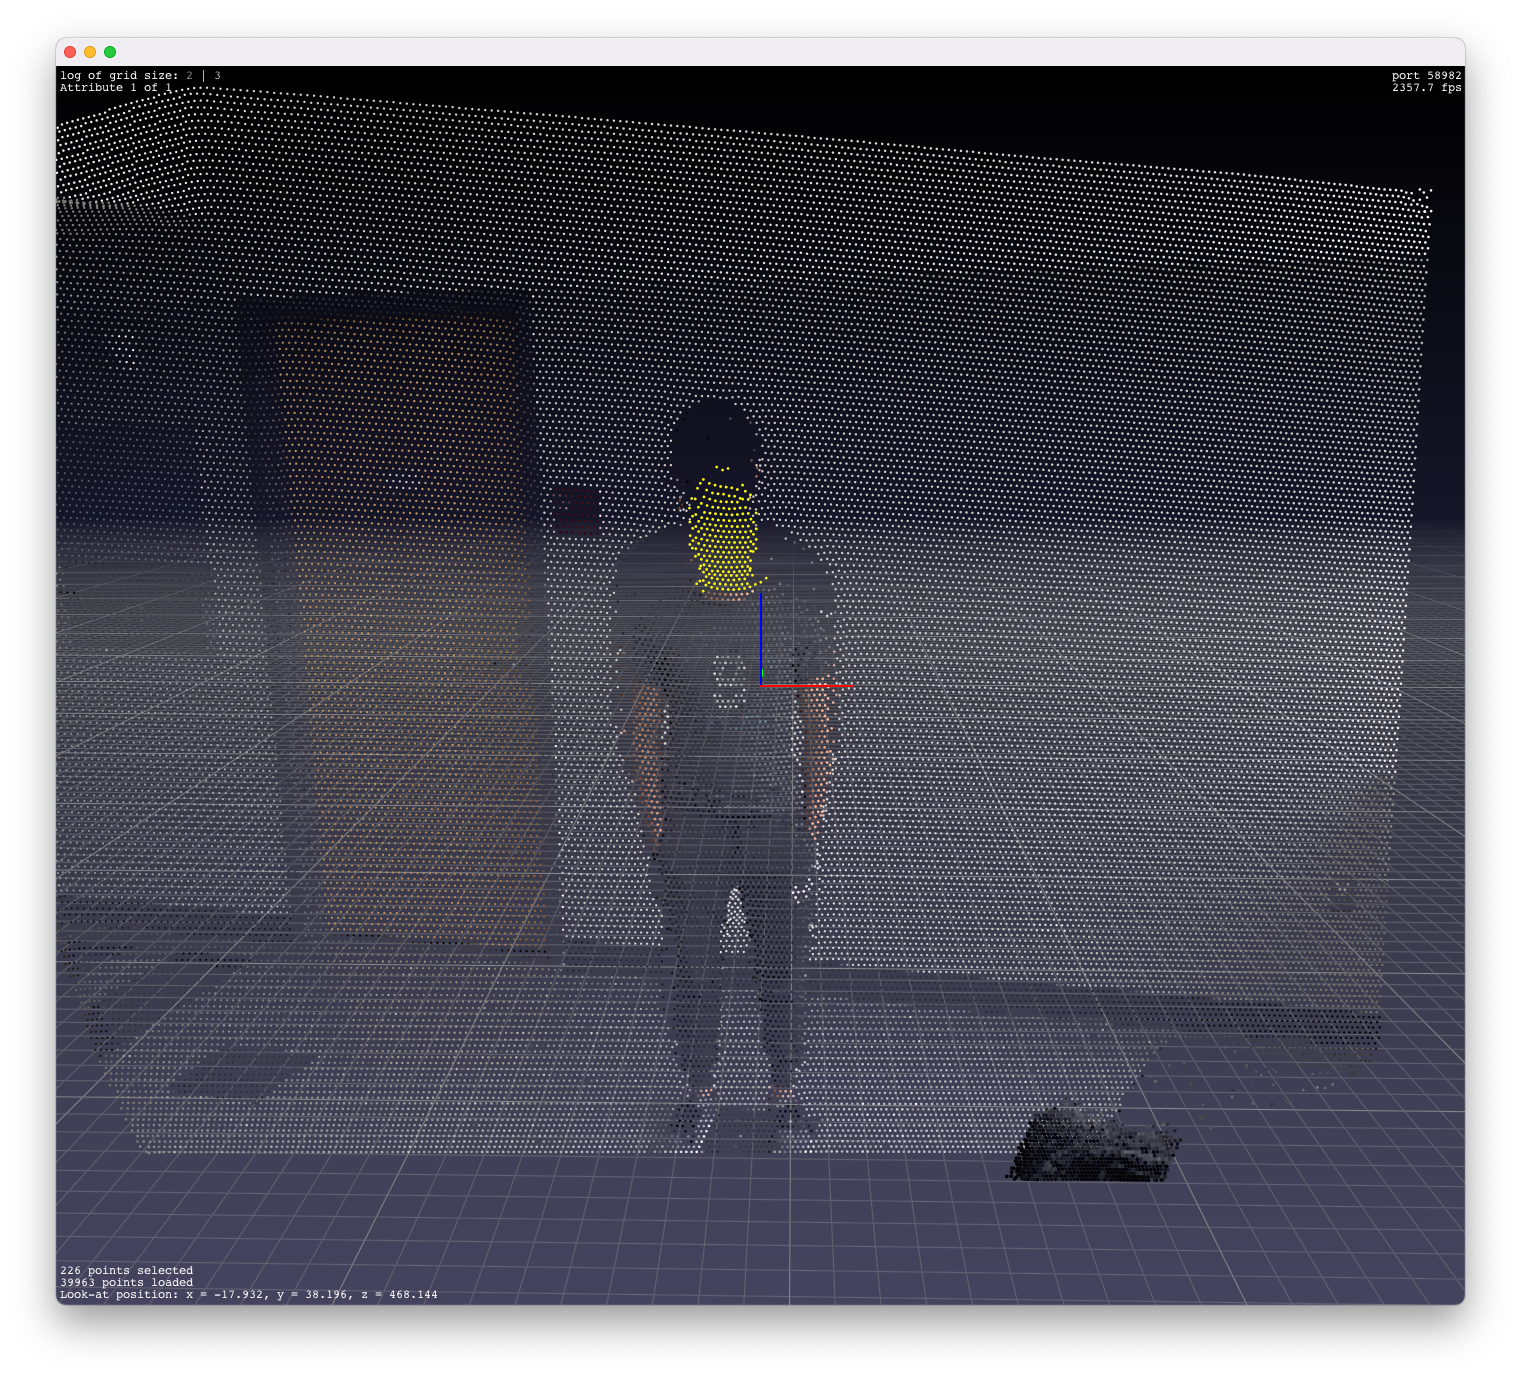 log of grid size: 2 | 3
Attribute 1 of 1
port 58982
2357.7 fps
226 points selected
39963 points loaded
Look-at position: x = -17.932, y = 38.196, z = 468.144